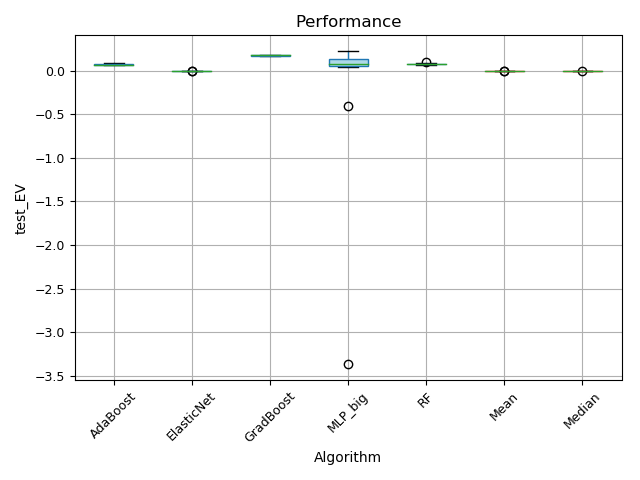 Performance
test_EV
0.0
−0.5
−1.0
−1.5
−2.0
−2.5
−3.0
−3.5
AdaBoost
ElasticNet
GradBoost
MLP_big
RF
Mean
Median
Algorithm